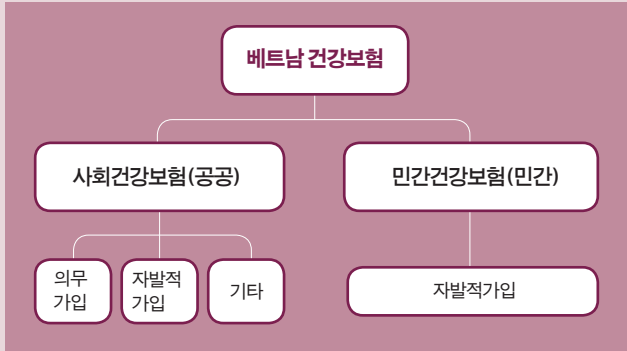 베트남 건강보험
사회건강보험(공공)
민간건강보험(민간)
의무
가입
자발적
가입
기타
자발적가입